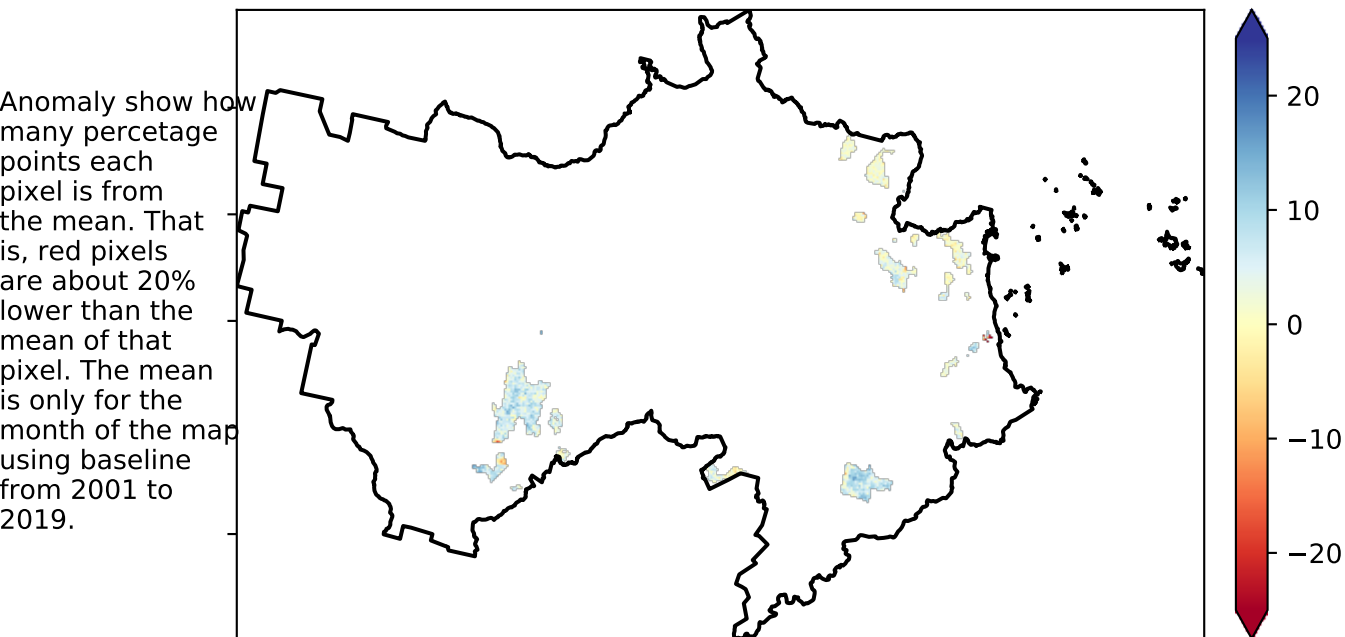 Anomaly show how
many percetage
points each
pixel is from
the mean. That
is, red pixels
are about 20%
lower than the
mean of that
pixel. The mean
is only for the
month of the map
using baseline
from 2001 to
2019.
20
10
0
−10
−20